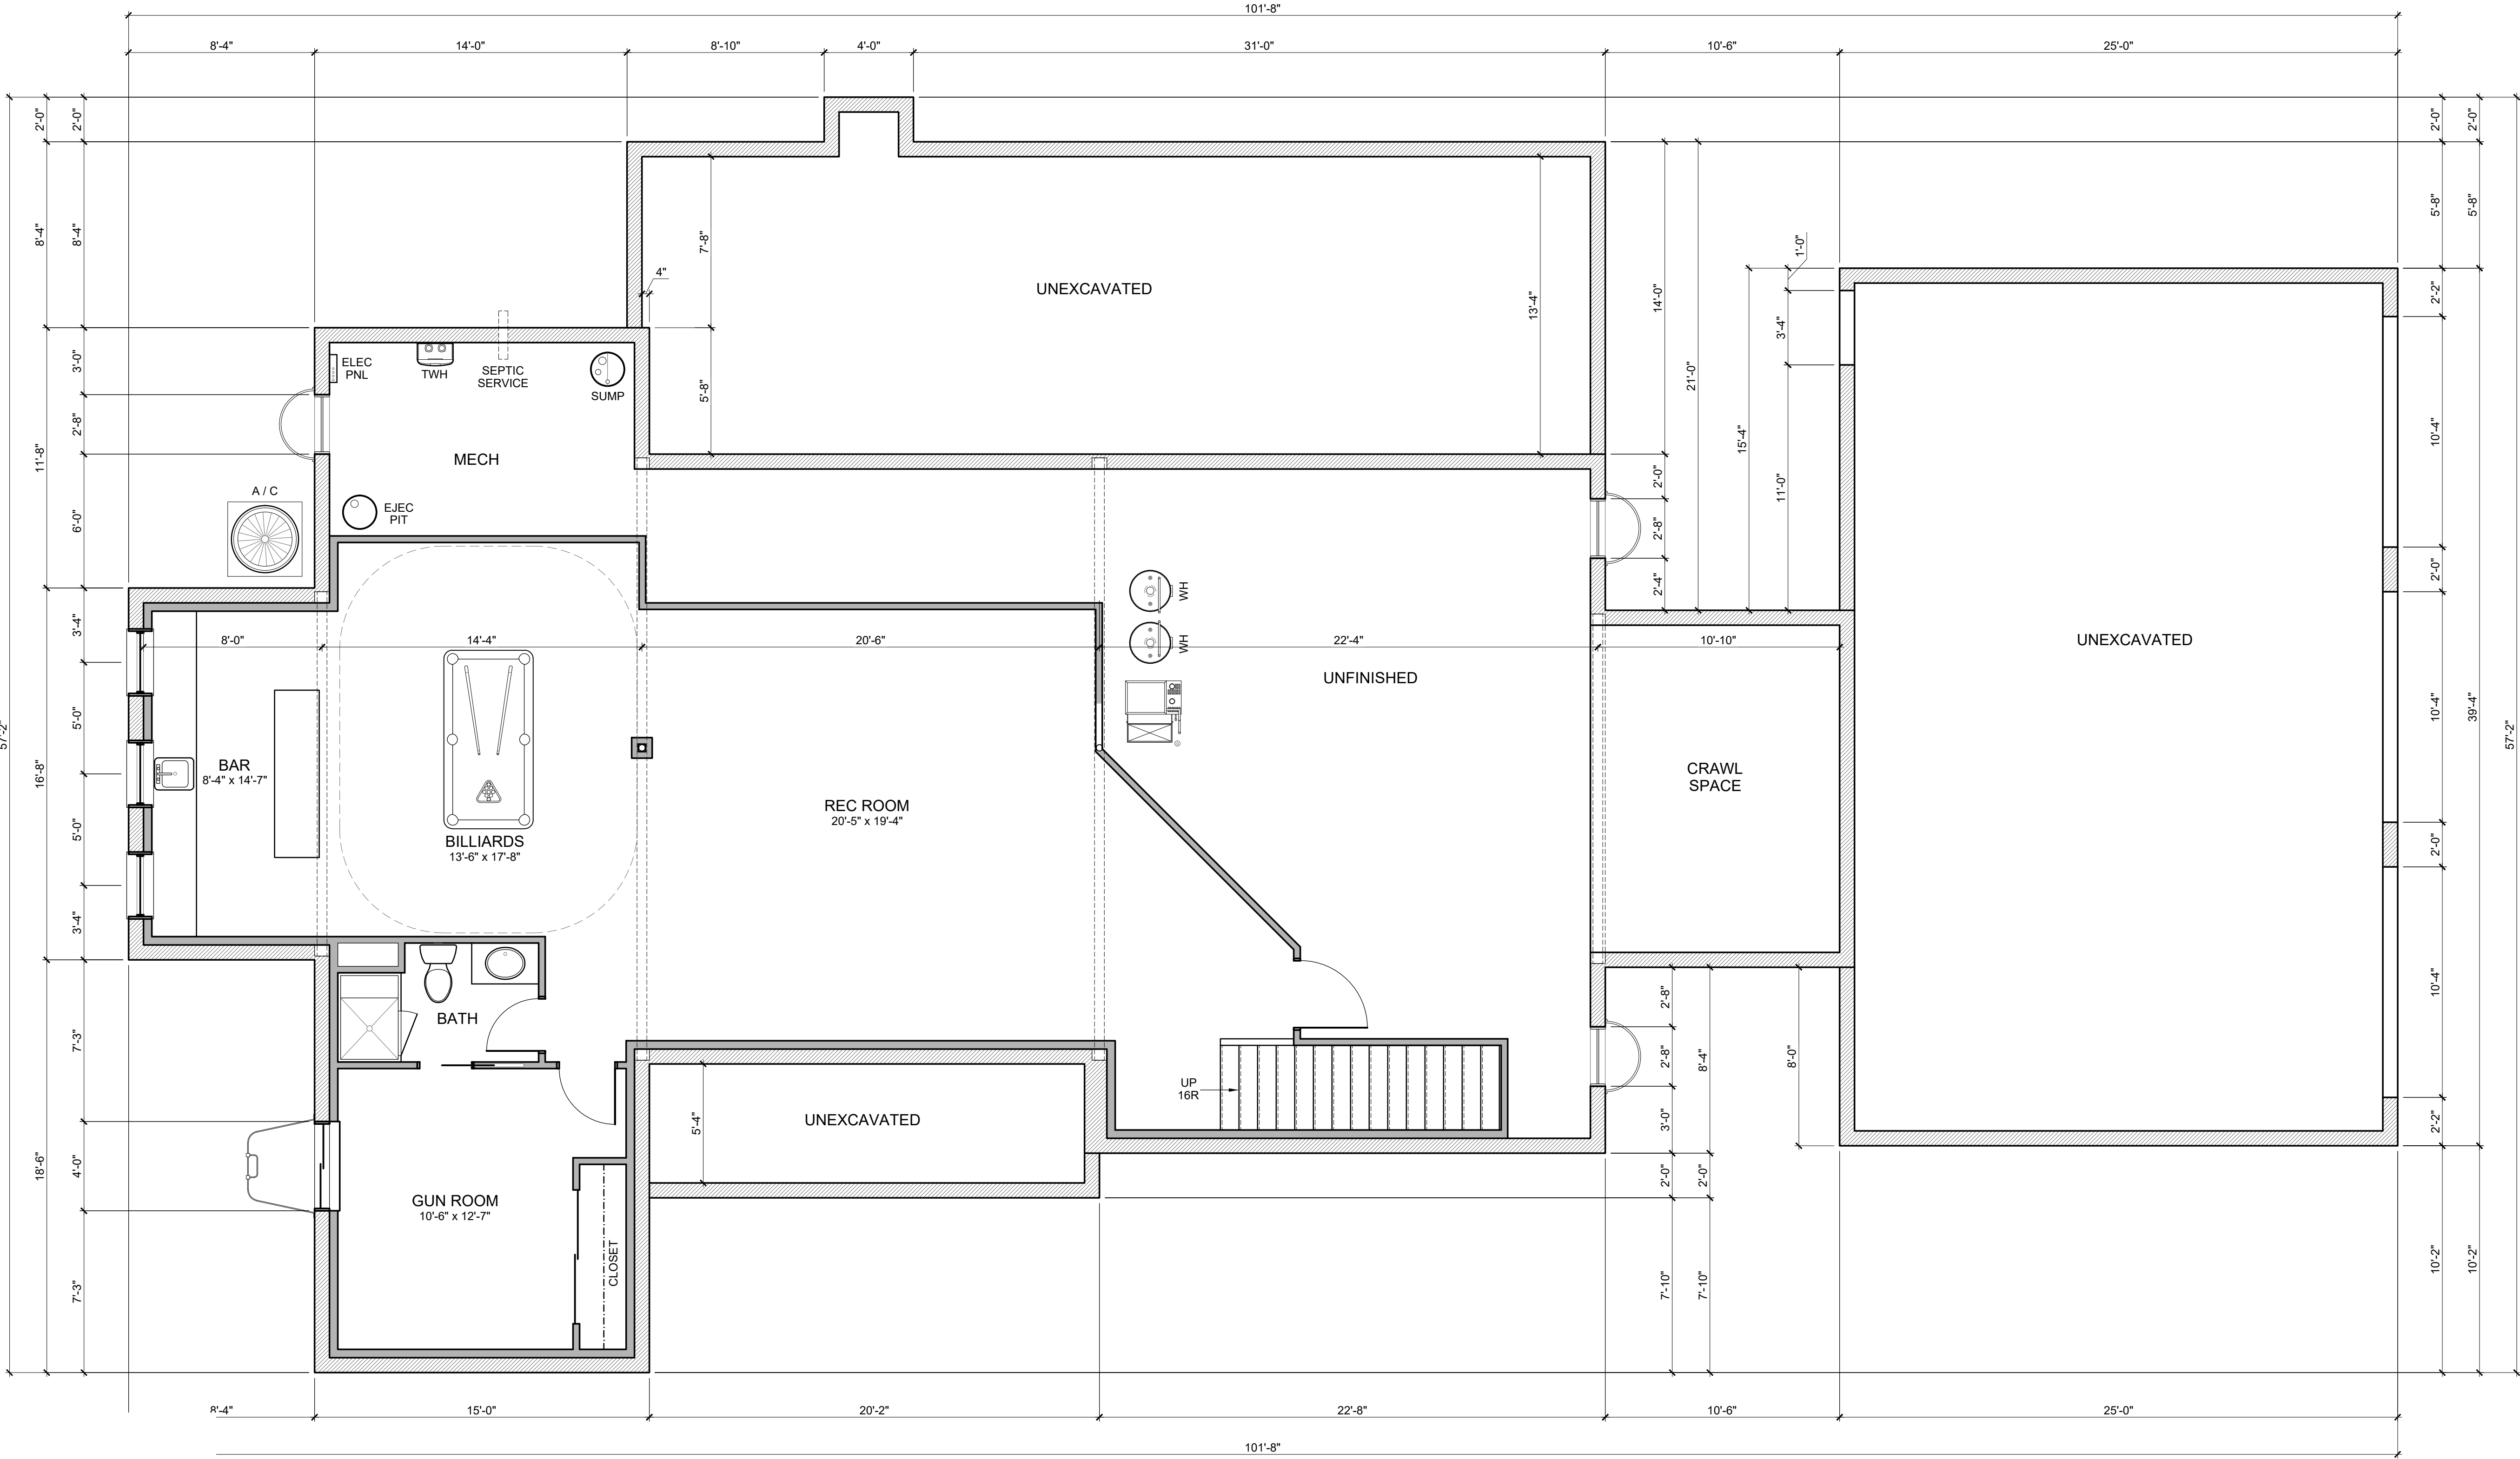 101'-8"
8'-4" 14'-0" 8'-10" 4'-0" 31'-0" 10'-6" 25'-0"
2'-0" 2'-0" 2'-0" 2'-0"
8'-4" 8'-4" 7'-8" 5'-8" 5'-8"
1'-0"
4"
UNEXCAVATED
13'-4" 14'-0" 2'-2"
3'-4"
3'-0" ELEC
PNL
TWH
SEPTIC
SERVICE
SUMP
5'-8"
21'-0"
2'-8"
15'-4"
10'-4"
11'-8"
MECH
2'-0"
11'-0"
A / C
EJEC
PIT
6'-0"
2'-8"
2'-4"
2'-0"
WH
WH
3'-4"
8'-0" 14'-4" 20'-6" 22'-4" 10'-10"
UNEXCAVATED
UNFINISHED
5'-0"
10'-4"
39'-4"
57'-2"
57'-2"
16'-8"
BAR
8'-4" x 14'-7"
CRAWL
SPACE
REC ROOM
20'-5" x 19'-4"
5'-0"
BILLIARDS
13'-6" x 17'-8"
2'-0"
3'-4"
10'-4"
2'-8"
BATH
7'-3"
2'-8"
8'-4"
8'-0"
UP
16R
5'-4"
UNEXCAVATED
3'-0"
2'-2"
18'-6"
4'-0"
2'-0" 2'-0"
GUN ROOM
10'-6" x 12'-7"
CLOSET
7'-3"
7'-10" 7'-10"
10'-2" 10'-2"
8'-4" 15'-0" 20'-2" 22'-8" 10'-6" 25'-0"
101'-8"